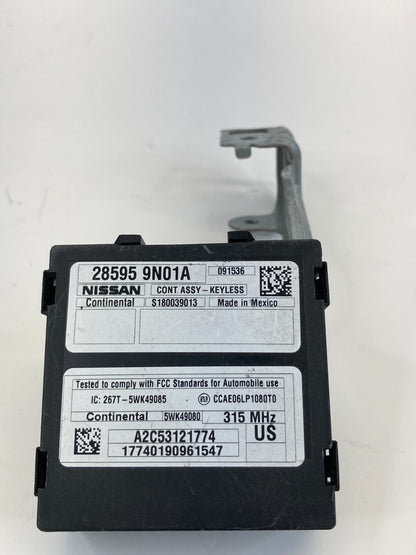 28595 9N01A 091536
NISSAN CONT ASSY-KEYLESS
Continental S180039013 Made in Mexico
Tested to comply with FCC Standards for Automobile use
IC: 267T-5WK49085 CCAE06LP1080T0
Continental 5WK49080 315 MHz
A2C53121774 US
17740190961547